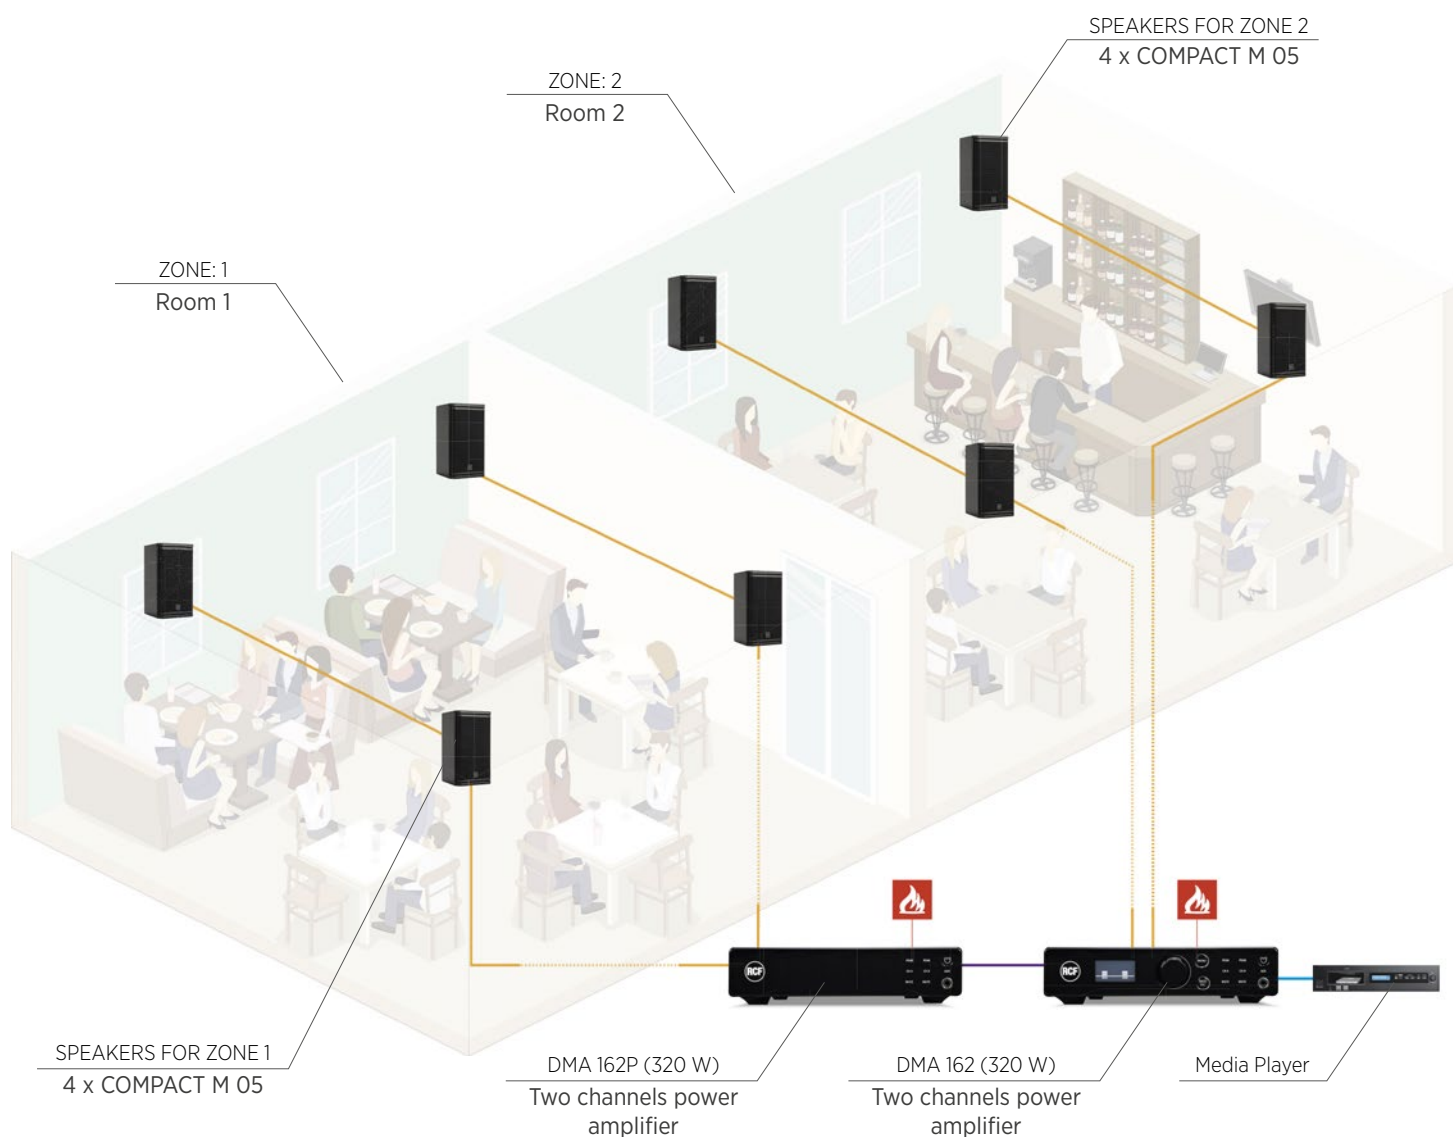 SPEAKERS FOR ZONE 2
4 x COMPACT M 05
ZONE: 2
Room 2
ZONE: 1
Room 1
RCF
RCF
SPEAKERS FOR ZONE 1
4 x COMPACT M 05
DMA 162P (320 W)
Two channels power
amplifier
DMA 162 (320 W)
Two channels power
amplifier
Media Player